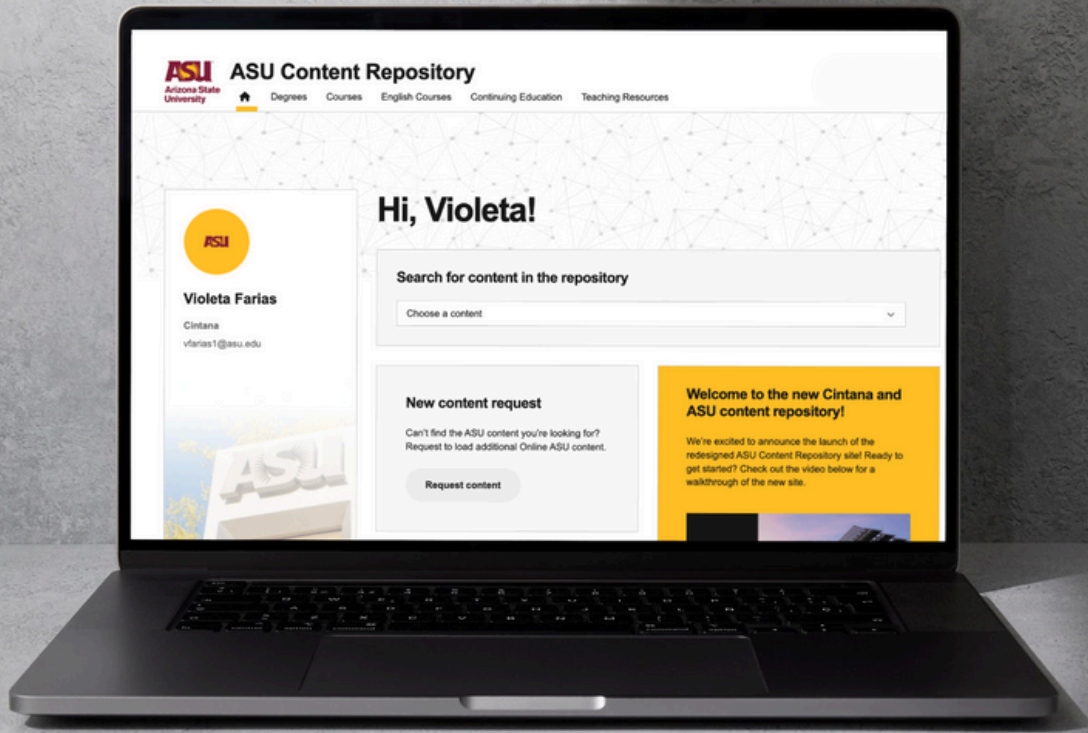 ASU
Arizona State
University
ASU Content Repository
Degrees Courses English Courses Continuing Education Teaching Resources
ASU
Violeta Farias
Cintana
vfarias1@asu.edu
ASU
Hi, Violeta!
Search for content in the repository
Choose a content
New content request
Can't find the ASU content you're looking for?
Request to load additional Online ASU content.
Request content
Welcome to the new Cintana and
ASU content repository!
We're excited to announce the launch of the
redesigned ASU Content Repository site! Ready to
get started? Check out the video below for a
walkthrough of the new site.